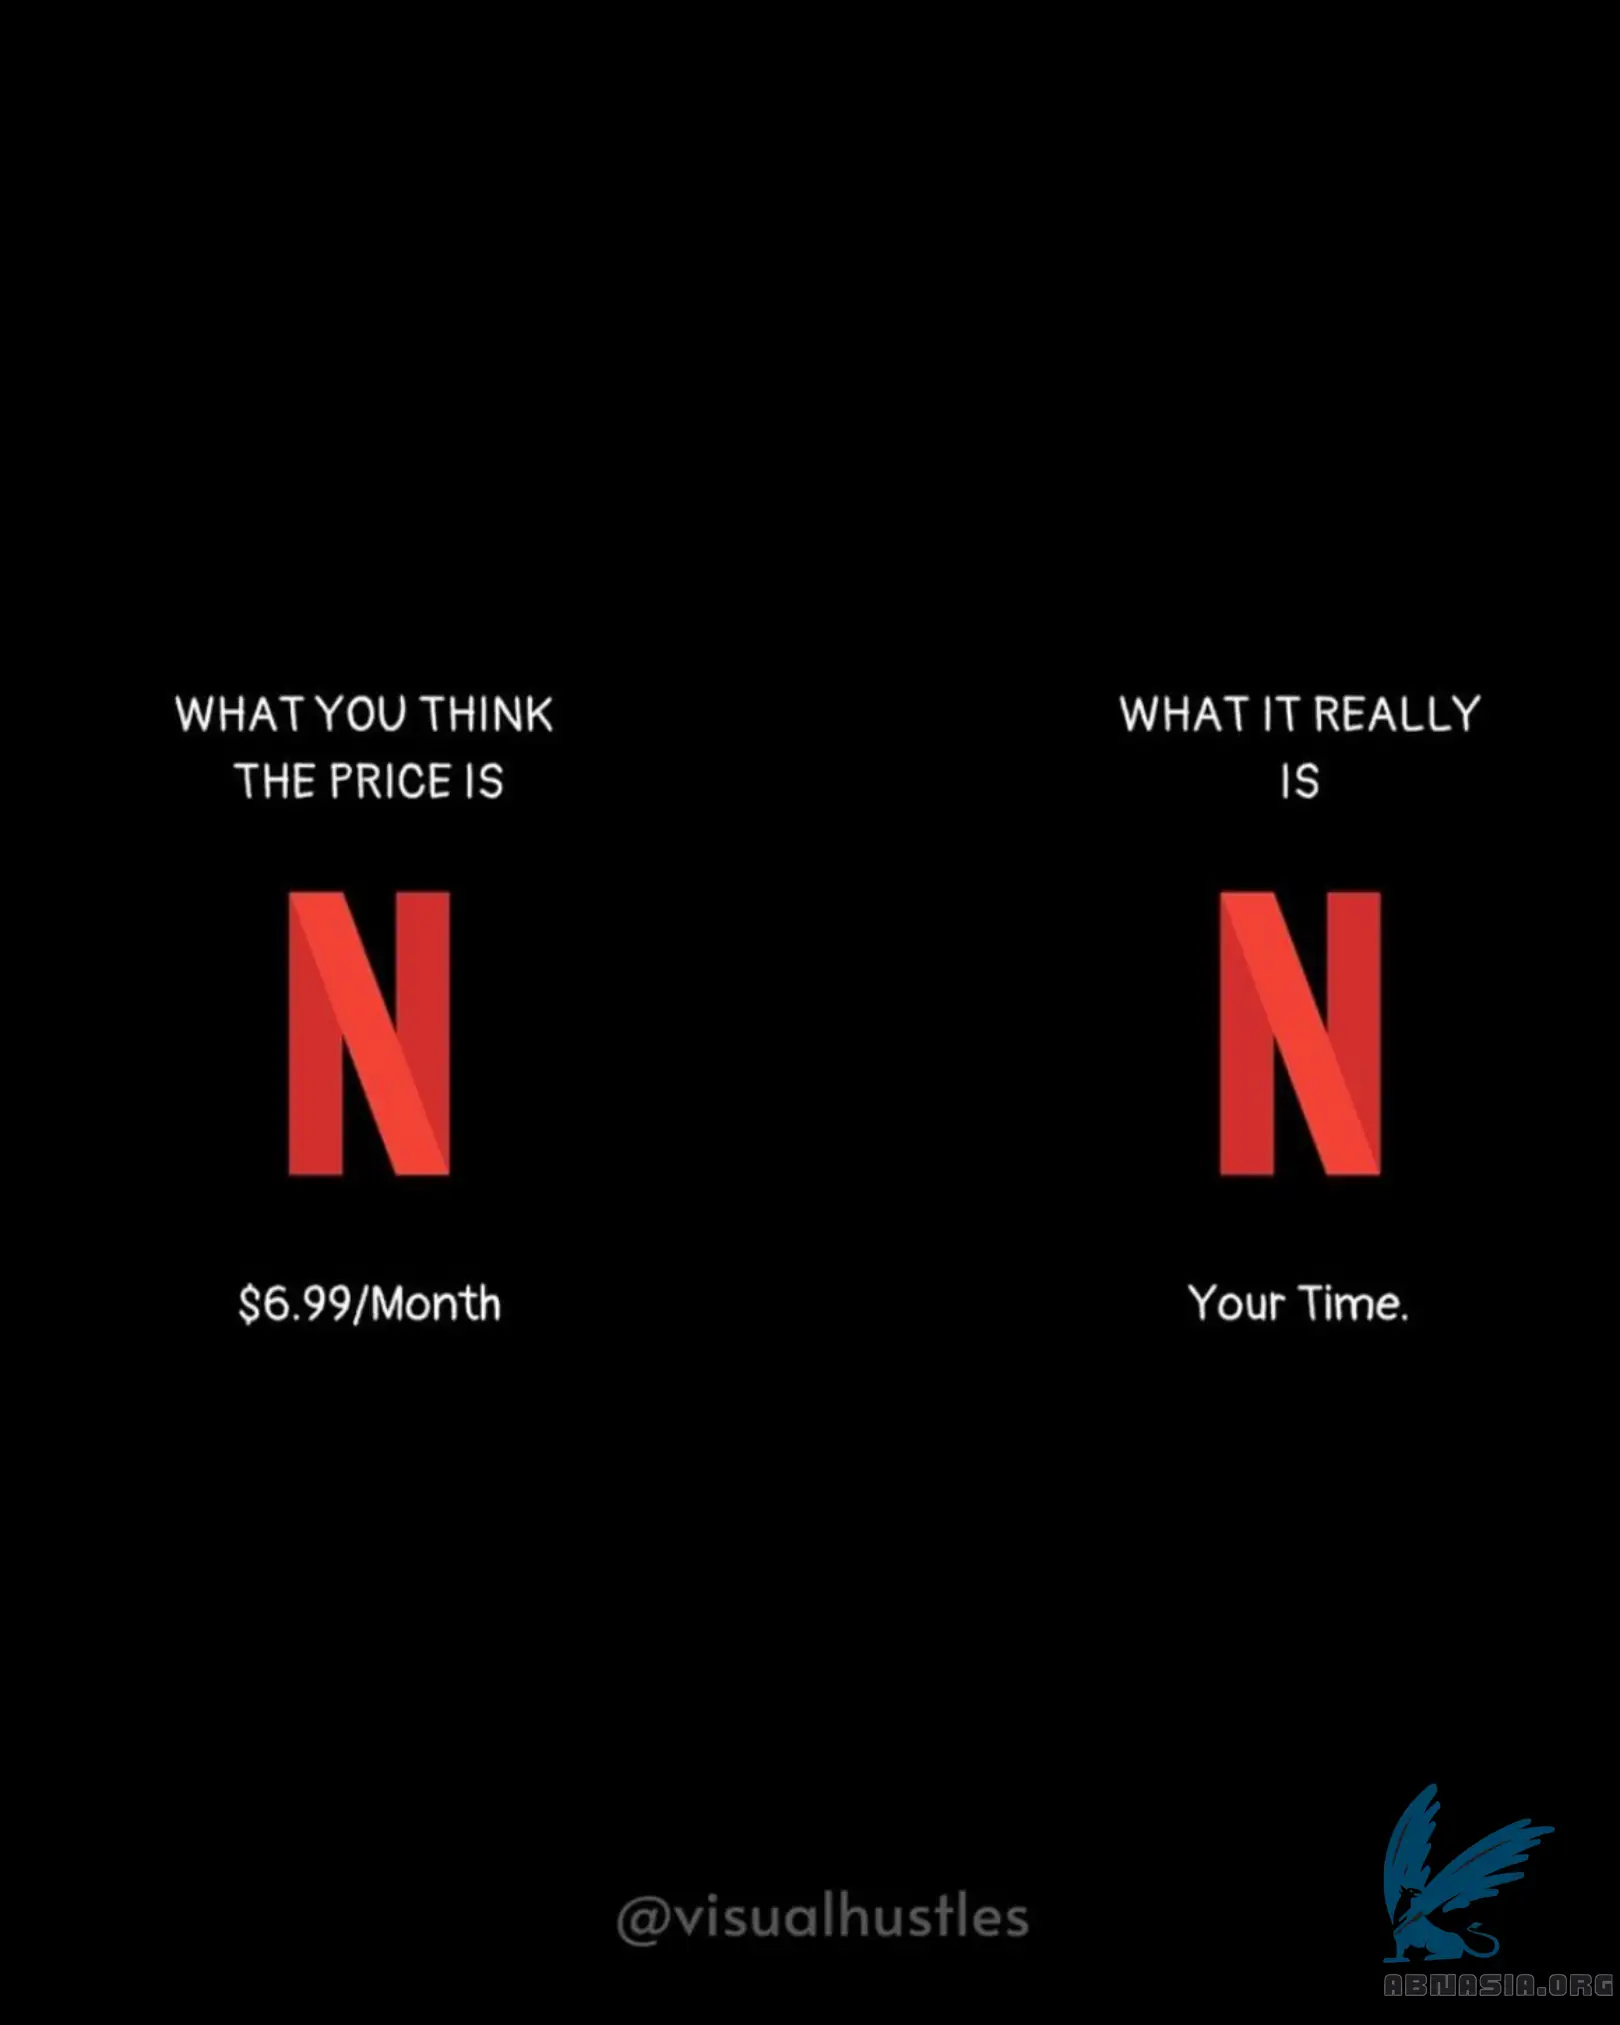 WHAT YOU THINK
THE PRICE IS
N
$6.99/Month
WHAT IT REALLY
IS
N
Your Time.
@visualhustles
ABNASIA.ORG